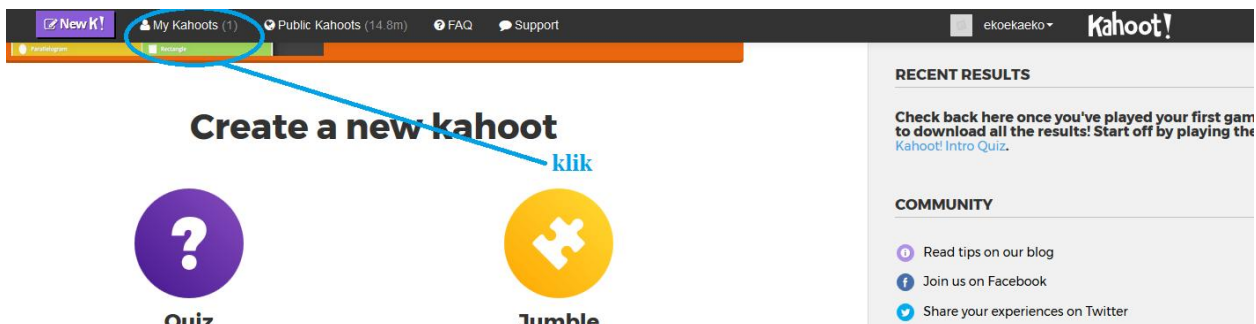 New K! My Kahoots (1) Public Kahoots (14.8m) FAQ Support ekoekaeko Kahoot!
Parallelogram Rectangle
Create a new kahoot
klik
Quiz Jumble
RECENT RESULTS
Check back here once you've played your first gam
to download all the results! Start off by playing the
Kahoot! Intro Quiz.
COMMUNITY
Read tips on our blog
Join us on Facebook
Share your experiences on Twitter